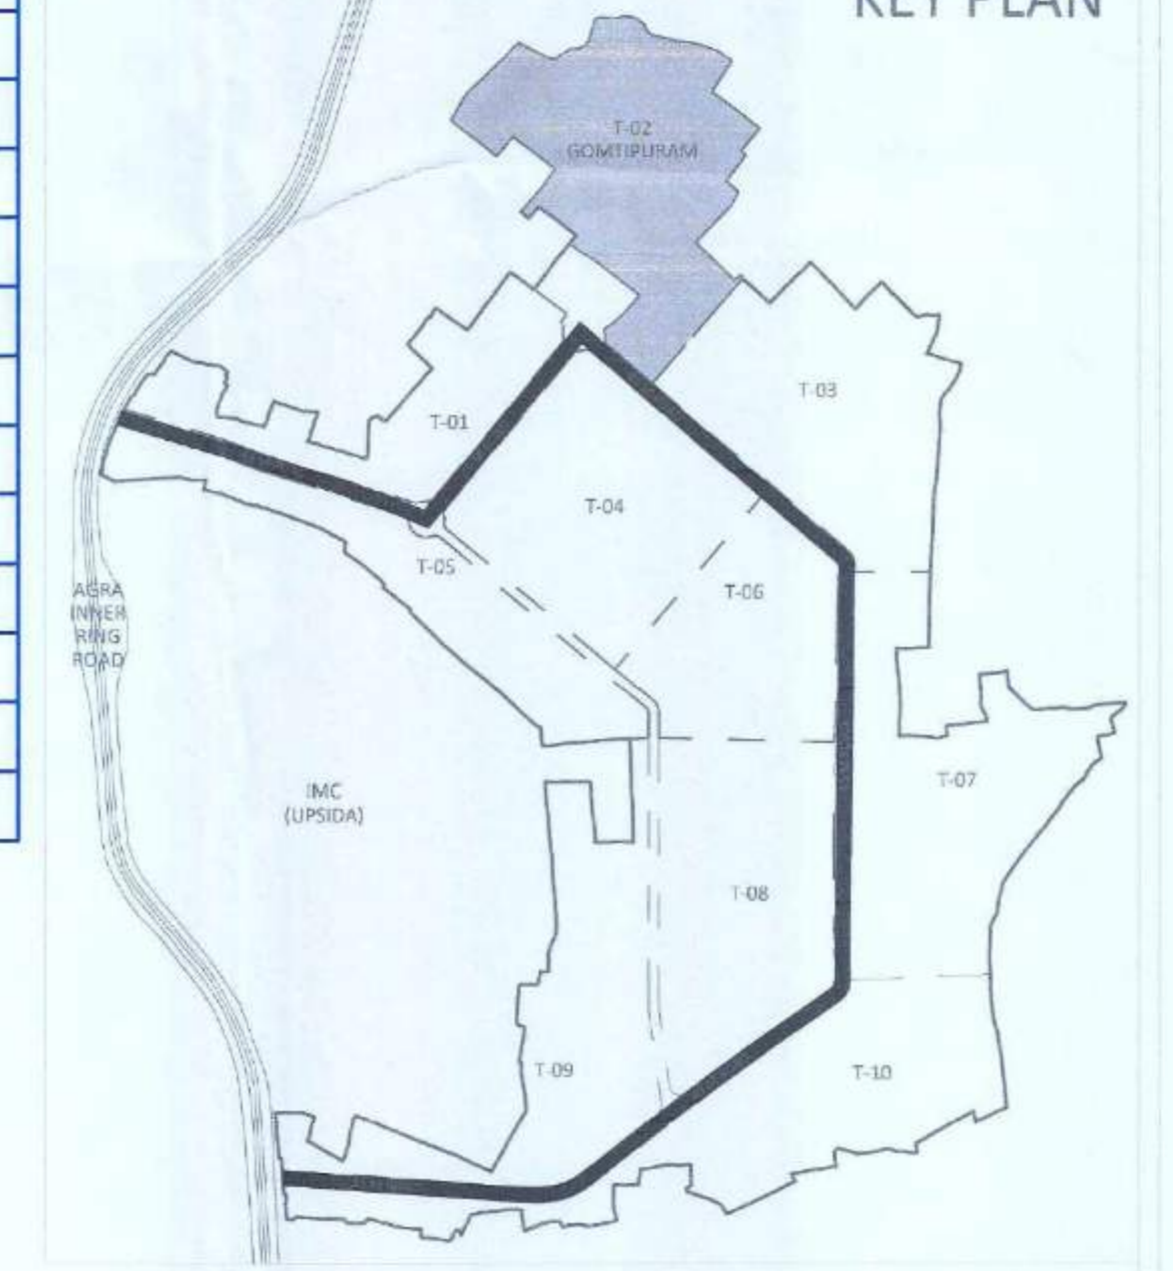 KEY PLAN
T-02
GOMTIPURAM
T-03
T-01
T-04
T-05
T-06
AGRA
INNER
RING
ROAD
T-07
IMC
(UPSIDA)
T-08
T-09
T-10